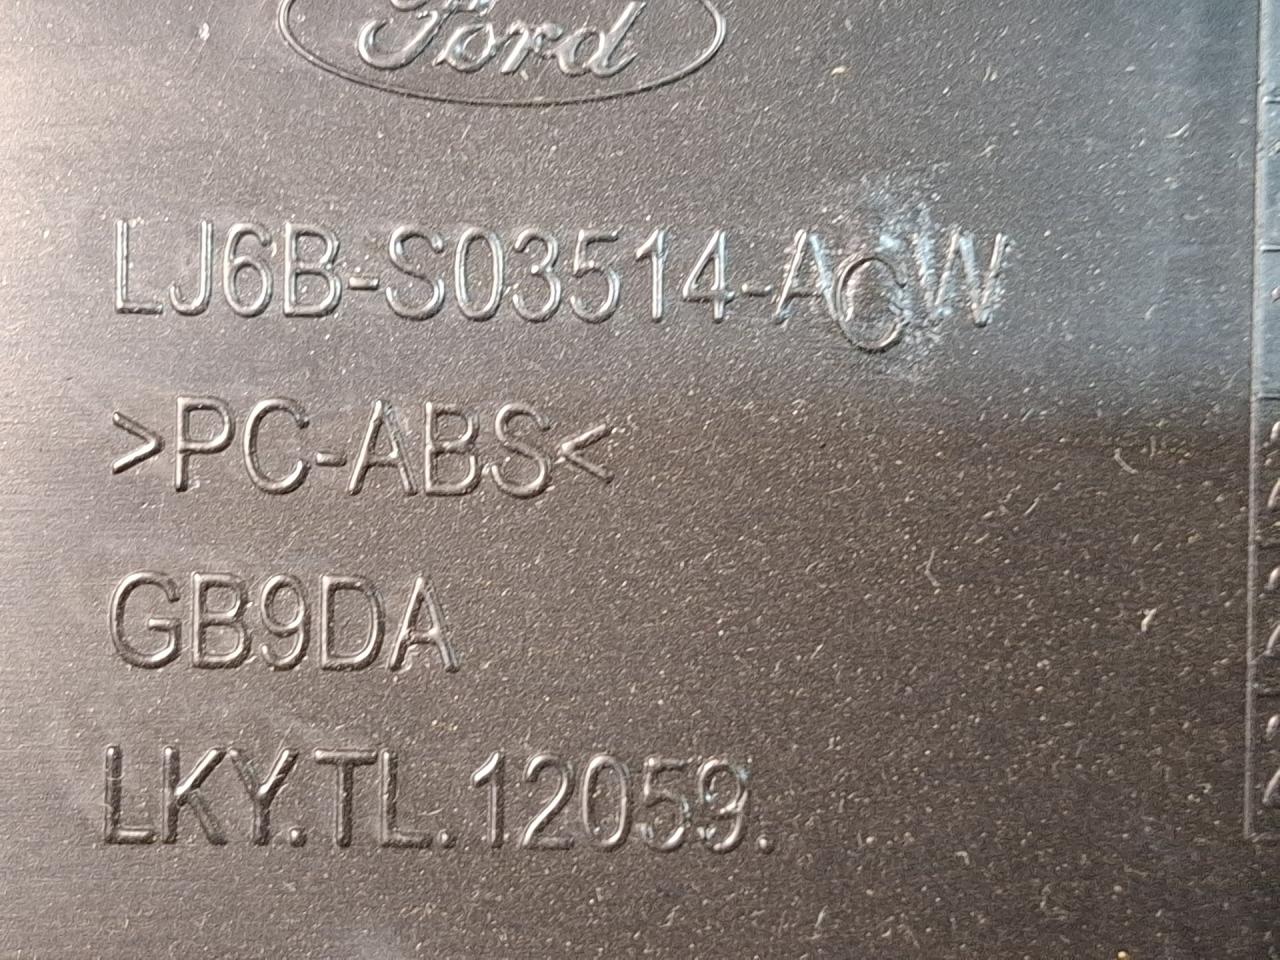 Ford
LJ6B-S03514-ACW
>PC-ABS<
GB9DA
LKY.TL.12059.